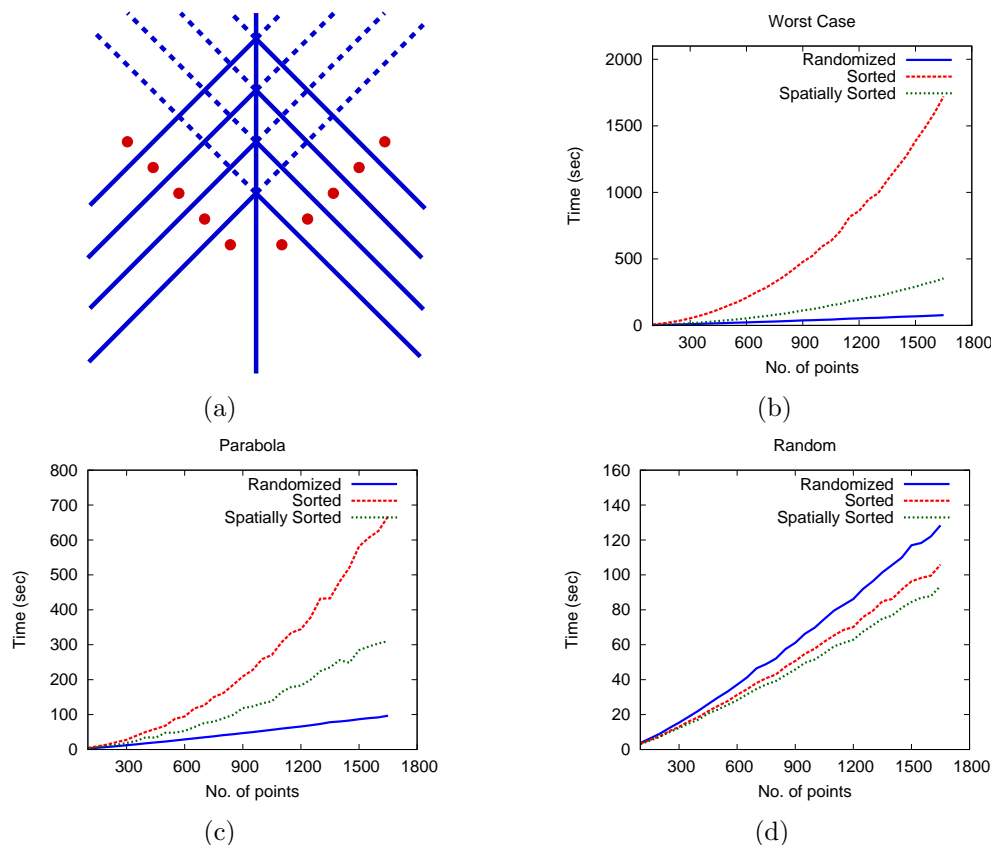 (a)
Worst Case
Randomized
Sorted
Spatially Sorted
Time (sec)
2000
1500
1000
500
0
300 600 900 1200 1500 1800
No. of points
(b)
Parabola
Randomized
Sorted
Spatially Sorted
Time (sec)
800
700
600
500
400
300
200
100
0
300 600 900 1200 1500 1800
No. of points
(c)
Random
Randomized
Sorted
Spatially Sorted
Time (sec)
160
140
120
100
80
60
40
20
0
300 600 900 1200 1500 1800
No. of points
(d)